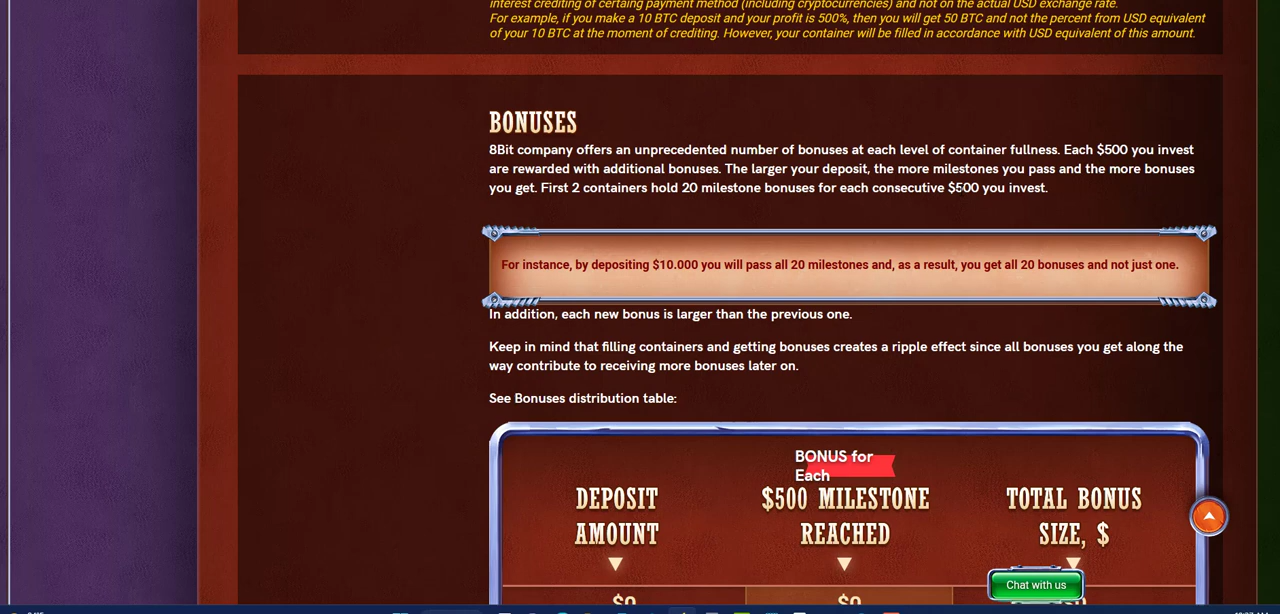 interest crediting of certaing payment method (including cryptocurrencies) and not on the actual USD exchange rate.
For example, if you make a 10 BTC deposit and your profit is 500%, then you will get 50 BTC and not the percent from USD equivalent
of your 10 BTC at the moment of crediting. However, your container will be filled in accordance with USD equivalent of this amount.
BONUSES
8Bit company offers an unprecedented number of bonuses at each level of container fullness. Each $500 you invest
are rewarded with additional bonuses. The larger your deposit, the more milestones you pass and the more bonuses
you get. First 2 containers hold 20 milestone bonuses for each consecutive $500 you invest.
For instance, by depositing $10.000 you will pass all 20 milestones and, as a result, you get all 20 bonuses and not just one.
In addition, each new bonus is larger than the previous one.
Keep in mind that filling containers and getting bonuses creates a ripple effect since all bonuses you get along the
way contribute to receiving more bonuses later on.
See Bonuses distribution table:
BONUS for
Each
DEPOSIT
AMOUNT
$500 MILESTONE
REACHED
TOTAL BONUS
SIZE, $
Chat with us
$0
$0